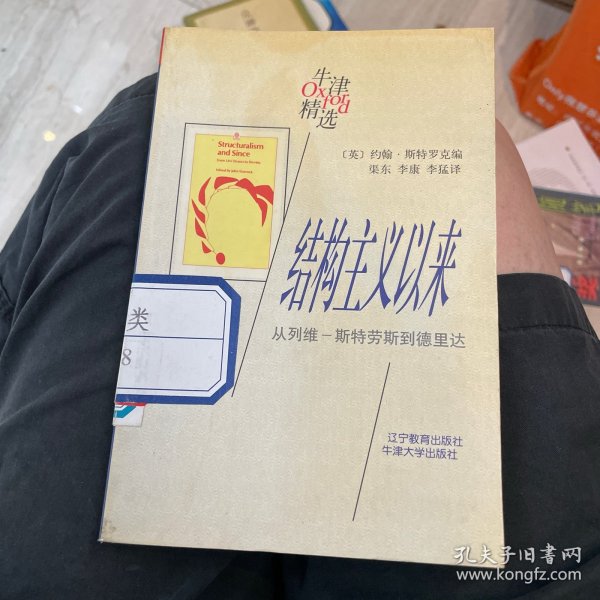 牛津
Oxford
精选
〔英〕约翰·斯特罗克编
渠东 李康 李猛译
Structuralism
and Since
From Lévi Strauss to Derrida
Edited by John Sturrock
结构主义以来
从列维－斯特劳斯到德里达
类
8
辽宁教育出版社
牛津大学出版社
孔夫子旧书网
www.kongfz.com